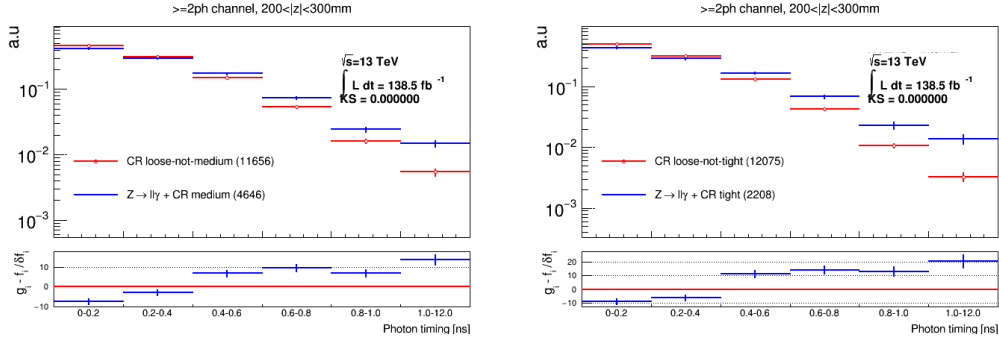 >=2ph channel, 200<|z|<300mm
a.u
√s=13 TeV
∫ L dt = 138.5 fb⁻¹
KS = 0.000000
10⁻¹
10⁻²
10⁻³
CR loose-not-medium (11656)
Z → llγ + CR medium (4646)
gᵢ - fᵢ/δfᵢ
10
0
−10
0-0.2 0.2-0.4 0.4-0.6 0.6-0.8 0.8-1.0 1.0-12.0
Photon timing [ns]
>=2ph channel, 200<|z|<300mm
a.u
√s=13 TeV
∫ L dt = 138.5 fb⁻¹
KS = 0.000000
10⁻¹
10⁻²
10⁻³
CR loose-not-tight (12075)
Z → llγ + CR tight (2208)
gᵢ - fᵢ/δfᵢ
20
10
0
−10
0-0.2 0.2-0.4 0.4-0.6 0.6-0.8 0.8-1.0 1.0-12.0
Photon timing [ns]